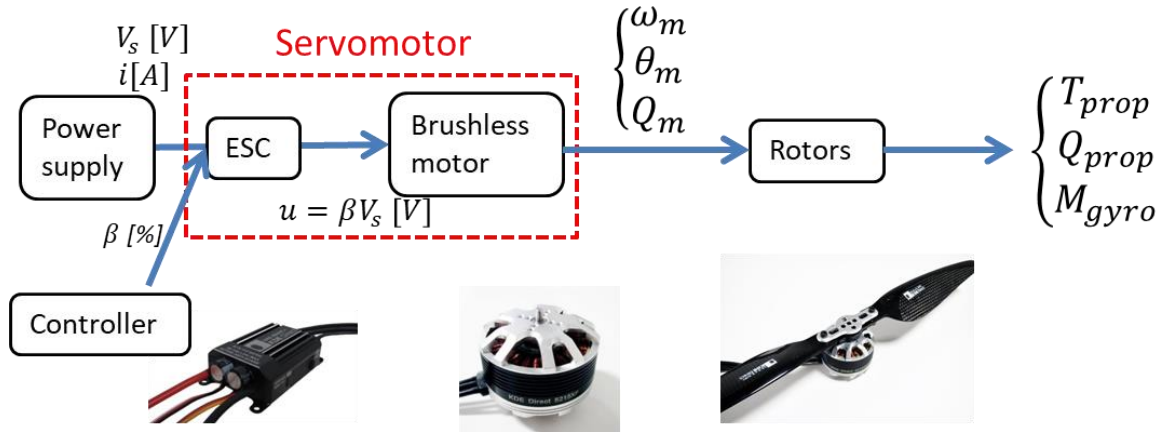 Servomotor
V_s [V]
i[A]
Power
supply
ESC
Brushless
motor
u = βV_s [V]
β [%]
Controller
ω_m
θ_m
Q_m
Rotors
T_prop
Q_prop
M_gyro